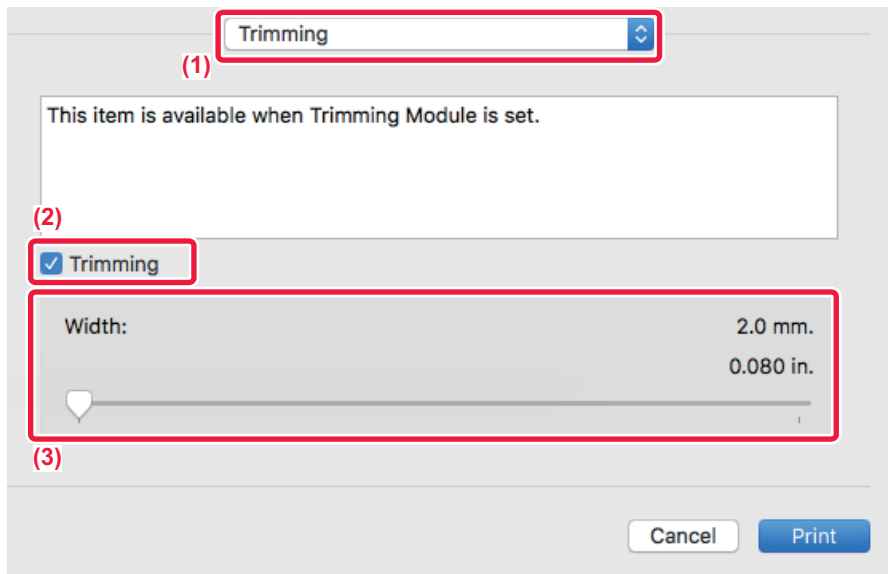 Trimming
(1)
This item is available when Trimming Module is set.
(2)
Trimming
Width: 2.0 mm.
0.080 in.
(3)
Cancel Print